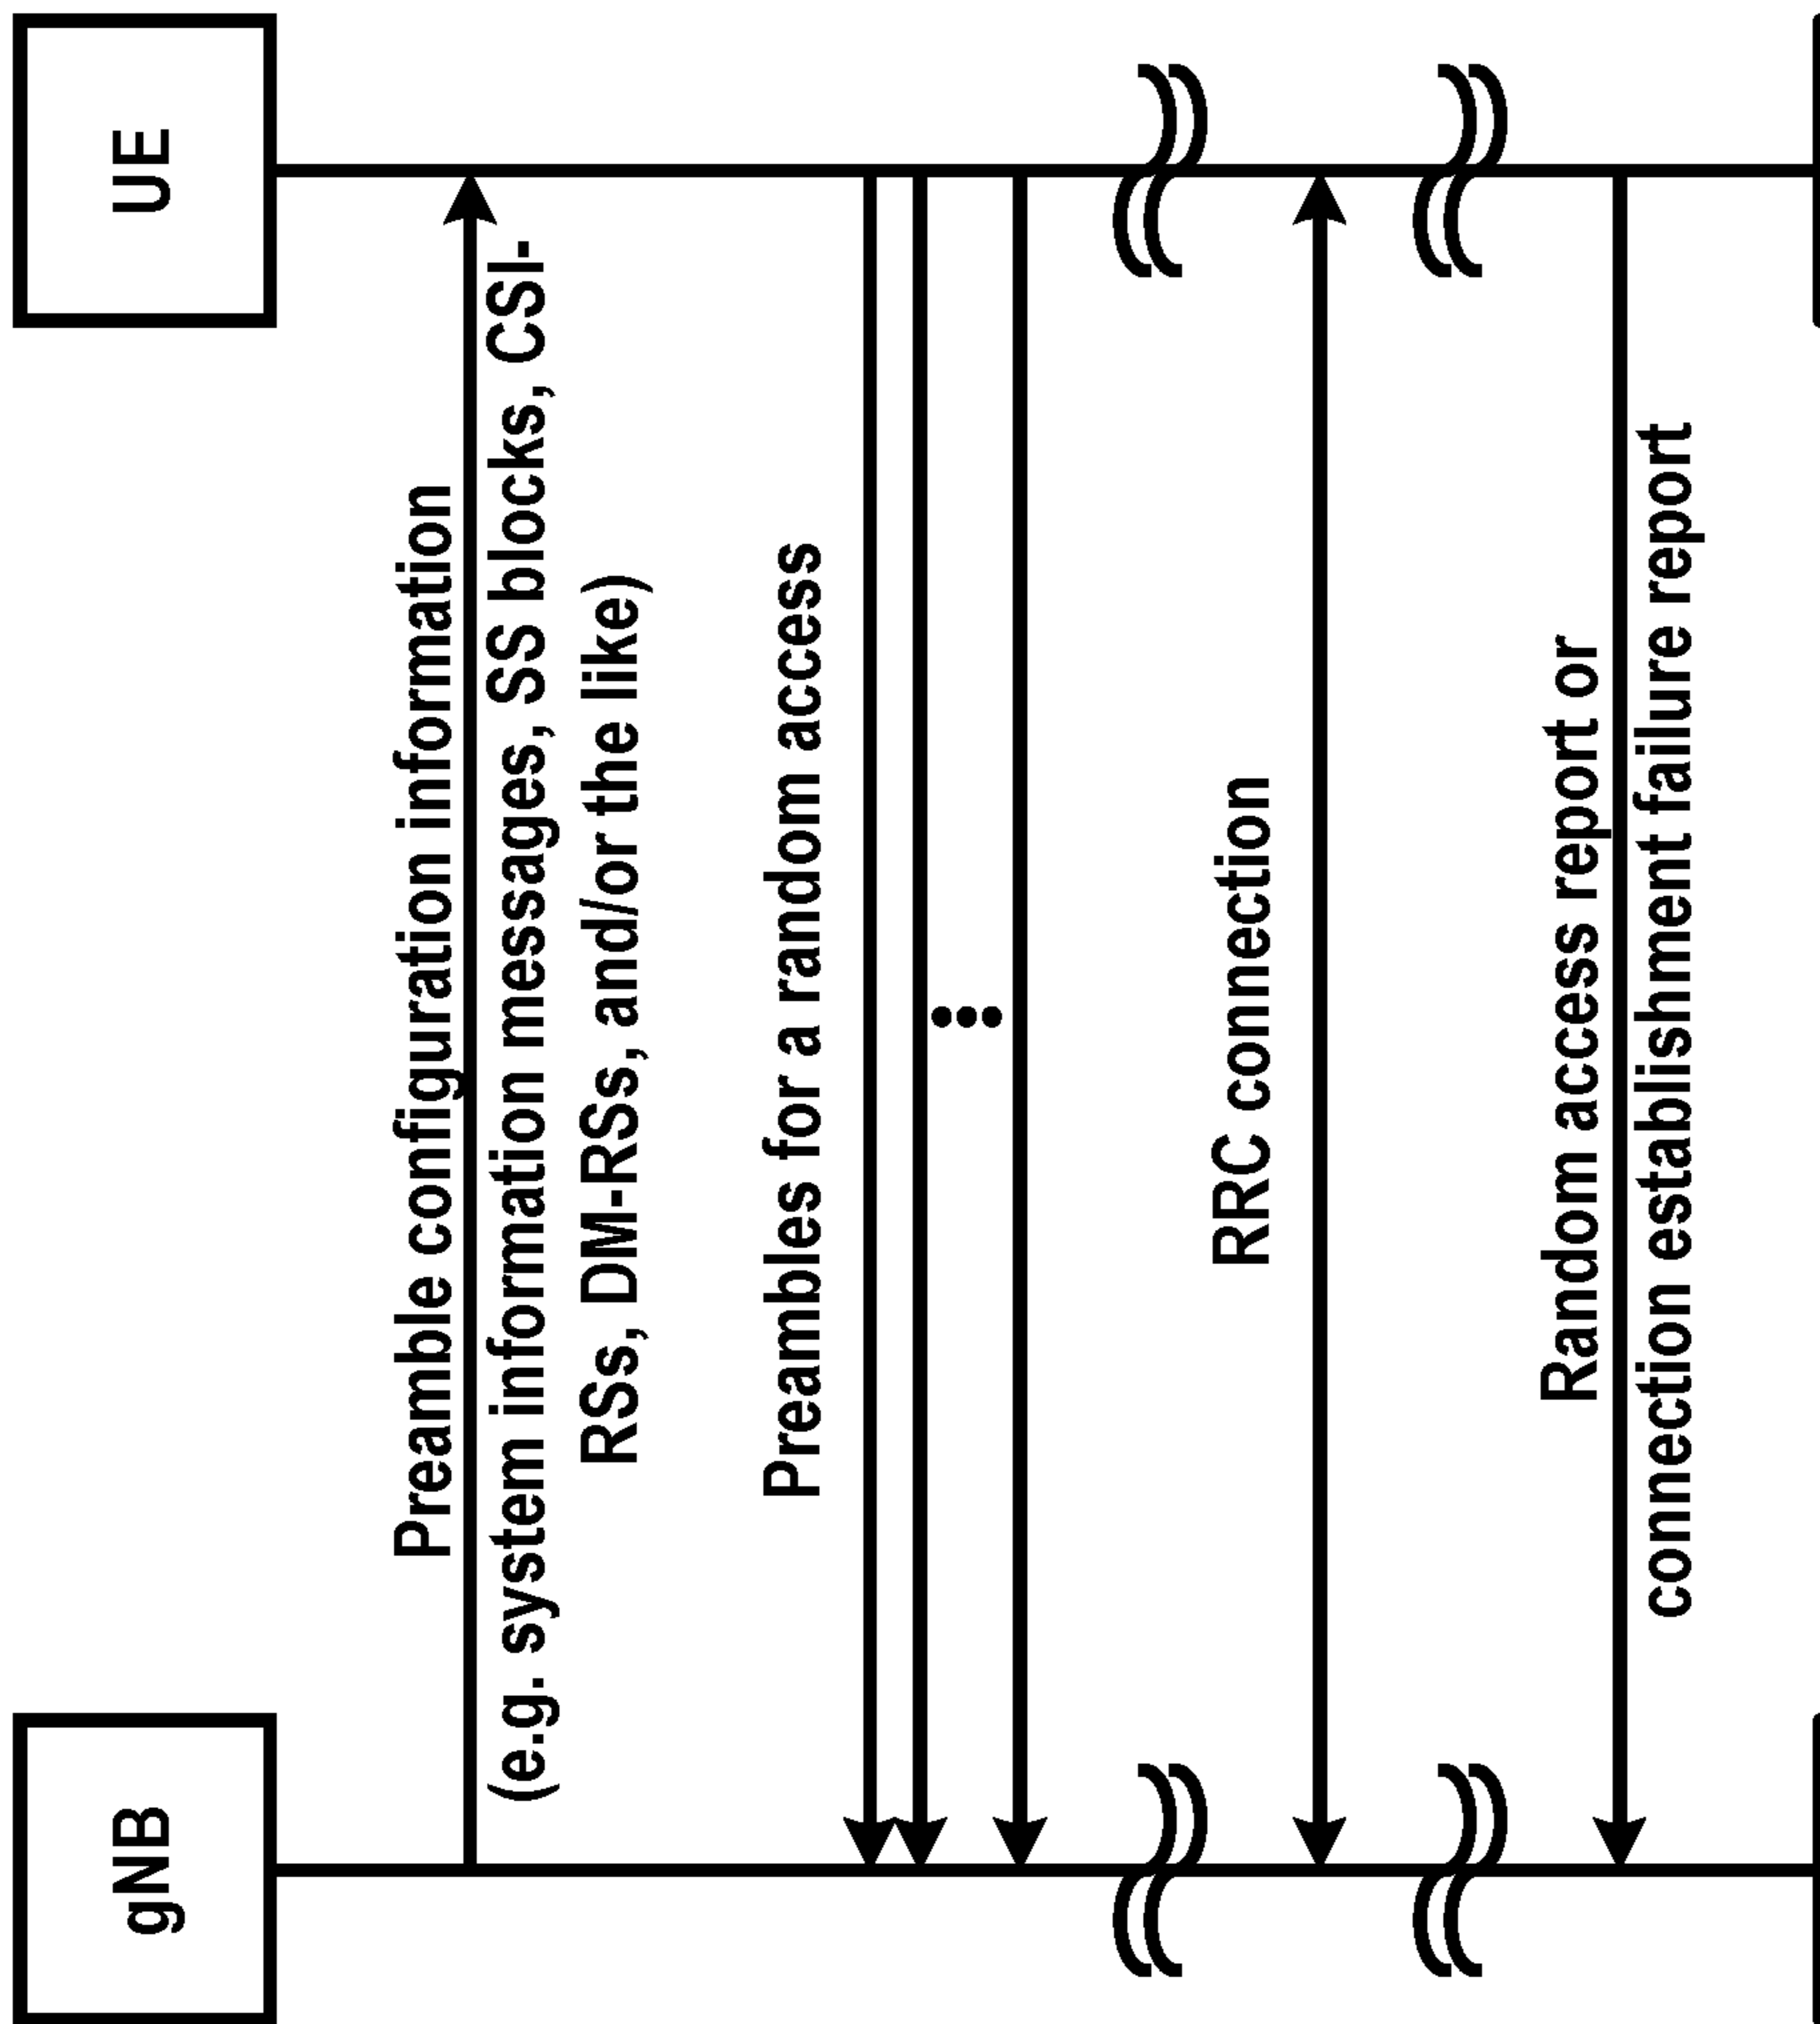 gNB
UE
Preamble configuration information
(e.g. system information messages, SS blocks, CSI-
RSs, DM-RSs, and/or the like)
Preambles for a random access
RRC connection
Random access report or
connection establishment failure report